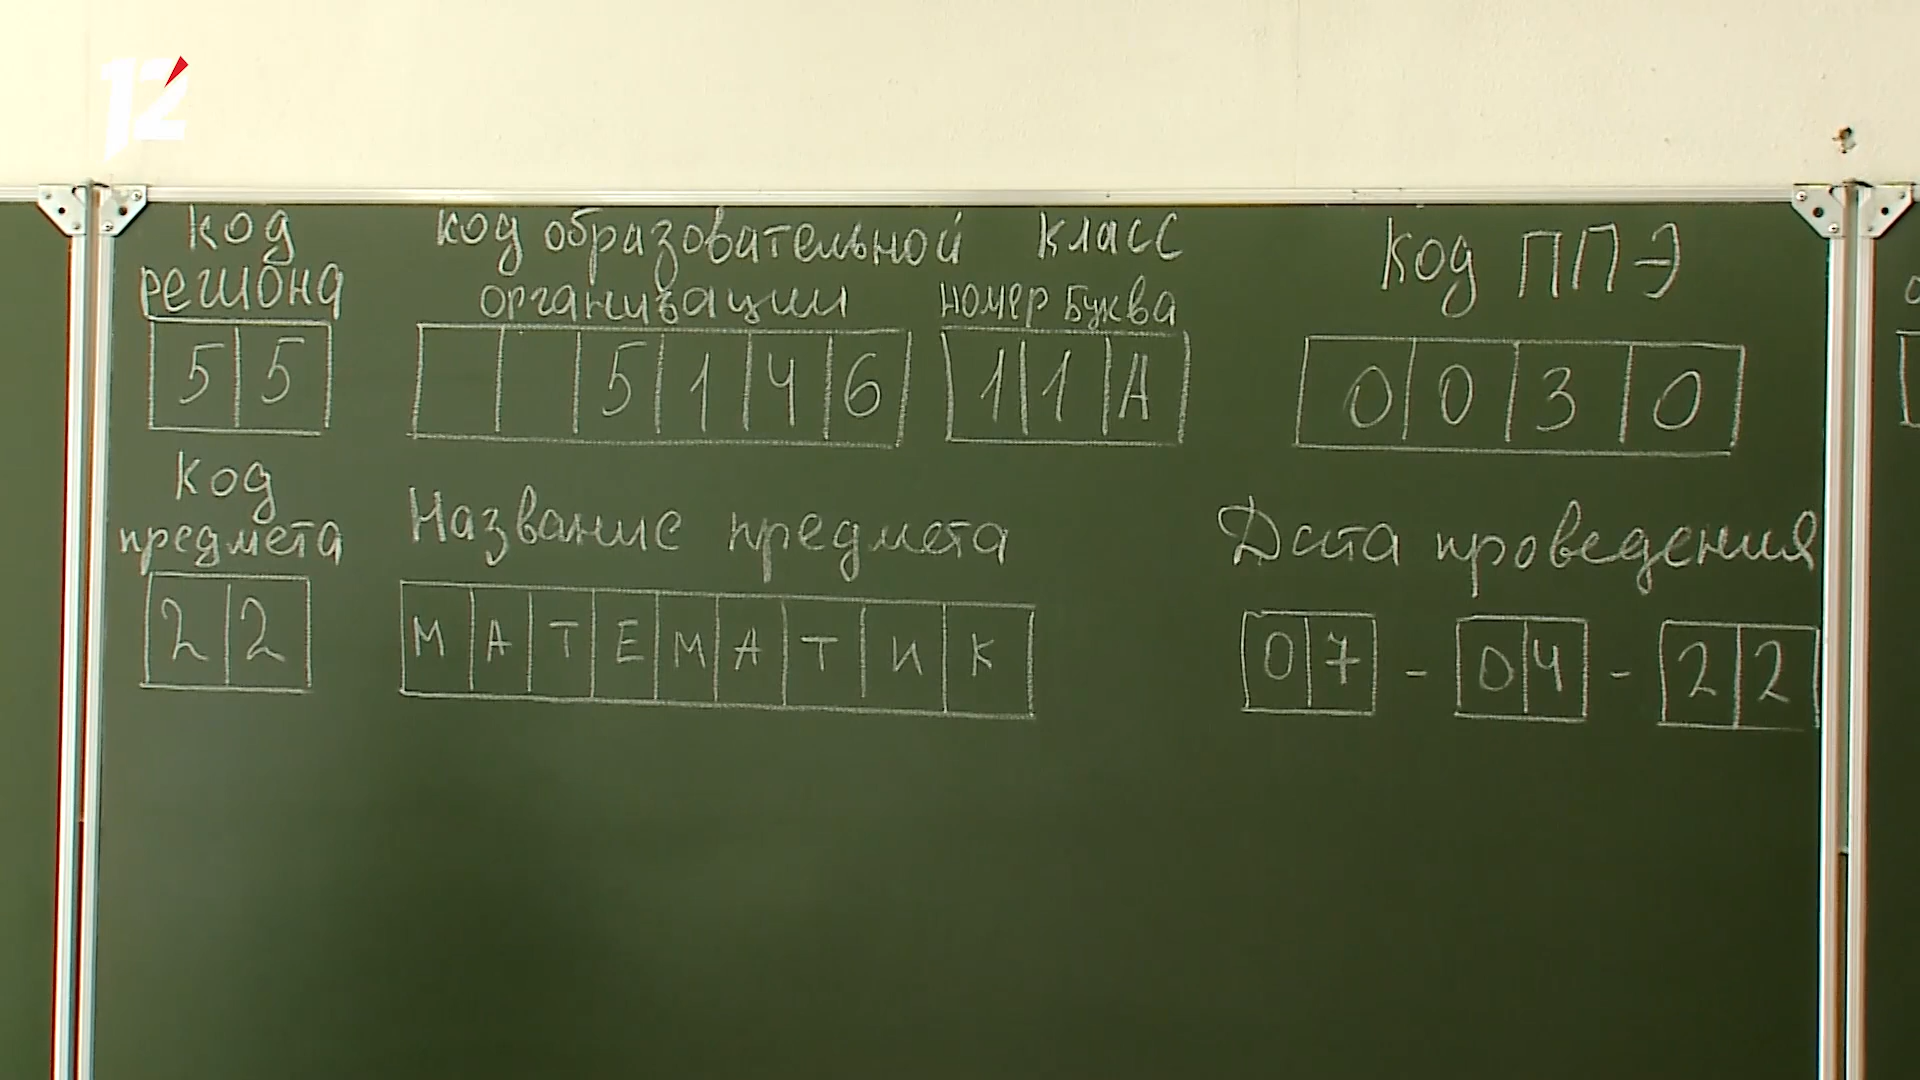 12
код код образовательной класс код ППЭ
региона организации номер буква
55 5146 11А 0030
код
предмета Название предмета Дата проведения
22 МАТЕМАТИК 07-04-22